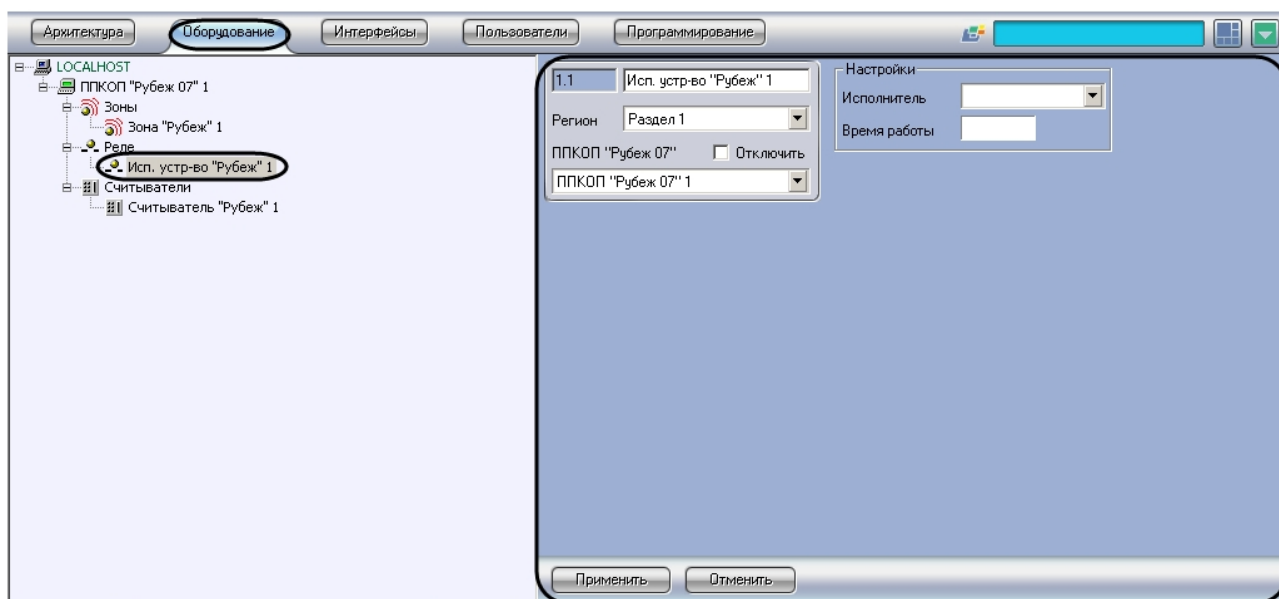 Архитектура Оборудование Интерфейсы Пользователи Программирование
LOCALHOST
ППКОП "Рубеж 07" 1
Зоны
Зона "Рубеж" 1
Реле
Исп. устр-во "Рубеж" 1
Считыватели
Считыватель "Рубеж" 1
1.1 Исп. устр-во "Рубеж" 1
Регион Раздел 1
ППКОП "Рубеж 07" Отключить
ППКОП "Рубеж 07" 1
Настройки
Исполнитель
Время работы
Применить Отменить